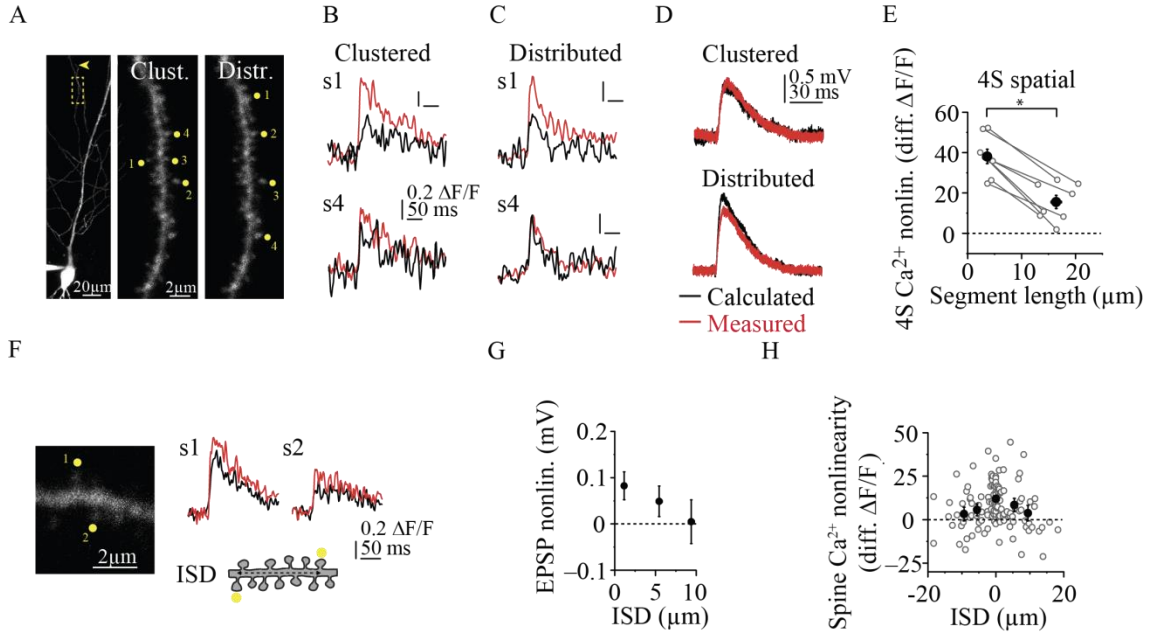 A
20µm
Clust.
4
1
3
2
2µm
Distr.
1
2
3
4
B
Clustered
s1
s4
0.2 ΔF/F
50 ms
C
Distributed
s1
s4
D
Clustered
0.5 mV
30 ms
Distributed
Calculated
Measured
E
4S spatial
*
4S Ca²⁺ nonlin. (diff. ΔF/F)
60
40
20
0
0
10
20
Segment length (µm)
F
1
2
2µm
s1
s2
0.2 ΔF/F
50 ms
ISD
G
EPSP nonlin. (mV)
0.2
0.1
0
–0.1
0
5
10
ISD (µm)
H
Spine Ca²⁺ nonlinearity
(diff. ΔF/F)
50
25
0
–25
-20
0
20
ISD (µm)